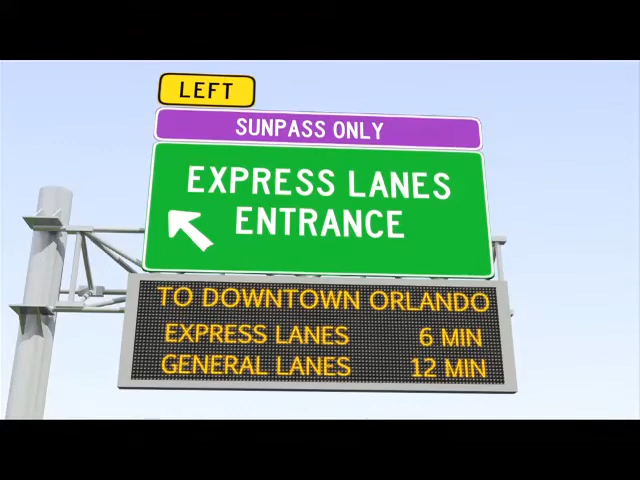 LEFT
SUNPASS ONLY
EXPRESS LANES
ENTRANCE
TO DOWNTOWN ORLANDO
EXPRESS LANES 6 MIN
GENERAL LANES 12 MIN